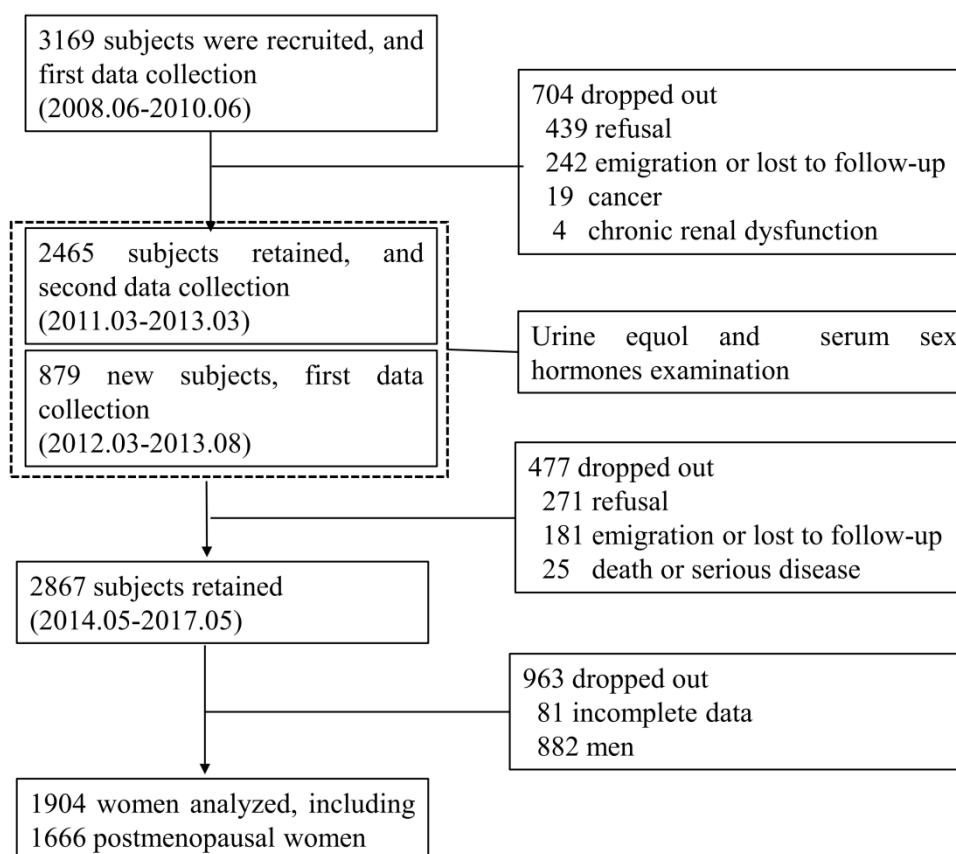 3169 subjects were recruited, and
first data collection
(2008.06-2010.06)
704 dropped out
439 refusal
242 emigration or lost to follow-up
19 cancer
4 chronic renal dysfunction
2465 subjects retained, and
second data collection
(2011.03-2013.03)
879 new subjects, first data
collection
(2012.03-2013.08)
Urine equol and serum sex
hormones examination
477 dropped out
271 refusal
181 emigration or lost to follow-up
25 death or serious disease
2867 subjects retained
(2014.05-2017.05)
963 dropped out
81 incomplete data
882 men
1904 women analyzed, including
1666 postmenopausal women